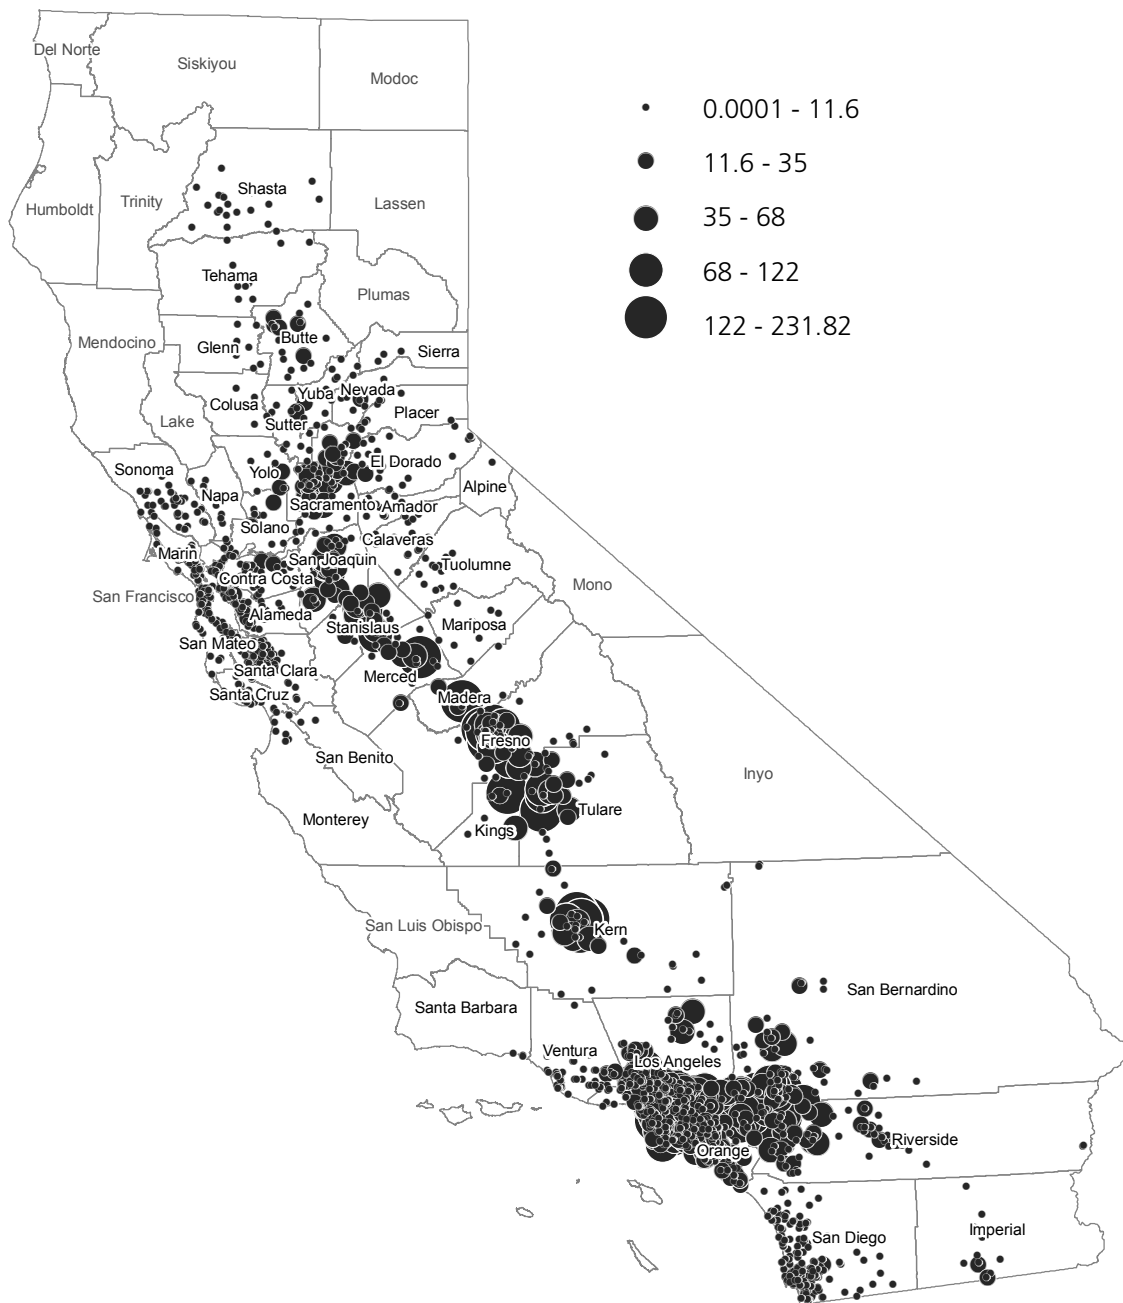 Del Norte
Siskiyou
Modoc
0.0001 - 11.6
11.6 - 35
35 - 68
68 - 122
122 - 231.82
Shasta
Trinity
Humboldt
Lassen
Tehama
Plumas
Mendocino
Glenn
Butte
Sierra
Colusa
Yuba
Nevada
Lake
Sutter
Placer
Sonoma
Yolo
El Dorado
Napa
Alpine
Sacramento
Amador
Solano
Calaveras
Marin
San Joaquin
Tuolumne
Contra Costa
Mono
San Francisco
Alameda
Stanislaus
Mariposa
San Mateo
Santa Clara
Merced
Santa Cruz
Madera
Fresno
San Benito
Inyo
Monterey
Tulare
Kings
San Luis Obispo
Kern
San Bernardino
Santa Barbara
Ventura
Los Angeles
Riverside
Orange
San Diego
Imperial